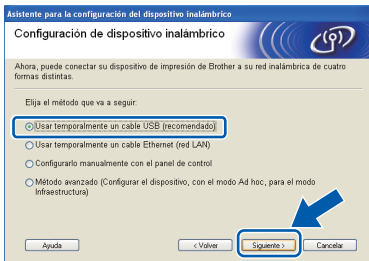 Asistente para la configuración del dispositivo inalámbrico
Configuración de dispositivo inalámbrico
Ahora, puede conectar su dispositivo de impresión de Brother a su red inalámbrica de cuatro
formas distintas.
Elija el método que va a seguir:
Usar temporalmente un cable USB (recomendado)
Usar temporalmente un cable Ethernet (red LAN)
Configurarlo manualmente con el panel de control
Método avanzado (Configurar el dispositivo, con el modo Ad hoc, para el modo
Infraestructura)
Ayuda < Volver Siguiente > Cancelar